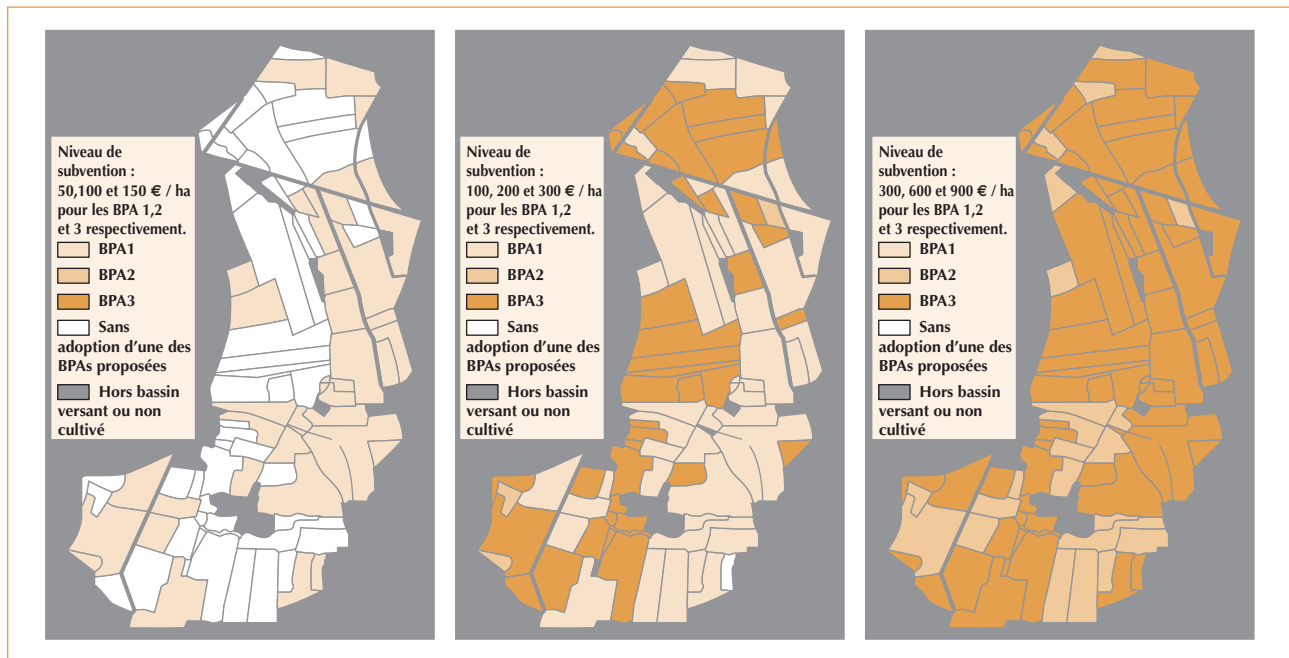 Niveau de
subvention :
50,100 et 150 € / ha
pour les BPA 1,2
et 3 respectivement.
BPA1
BPA2
BPA3
Sans
adoption d'une des
BPAs proposées
Hors bassin
versant ou non
cultivé
Niveau de
subvention :
100, 200 et 300 € / ha
pour les BPA 1,2
et 3 respectivement.
BPA1
BPA2
BPA3
Sans
adoption d'une des
BPAs proposées
Hors bassin
versant ou non
cultivé
Niveau de
subvention :
300, 600 et 900 € / ha
pour les BPA 1,2
et 3 respectivement.
BPA1
BPA2
BPA3
Sans
adoption d'une des
BPAs proposées
Hors bassin
versant ou non
cultivé